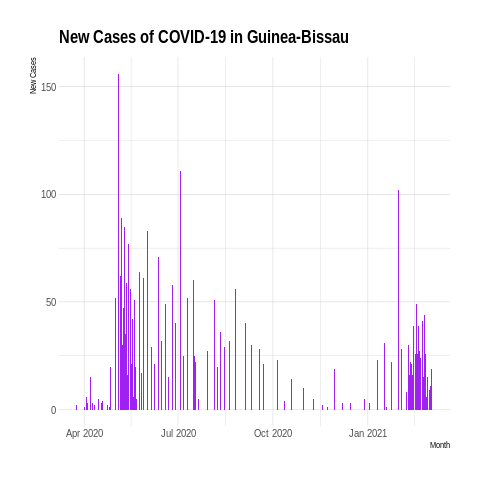 New Cases of COVID-19 in Guinea-Bissau
New Cases
150
100
50
0
Apr 2020 Jul 2020 Oct 2020 Jan 2021
Month